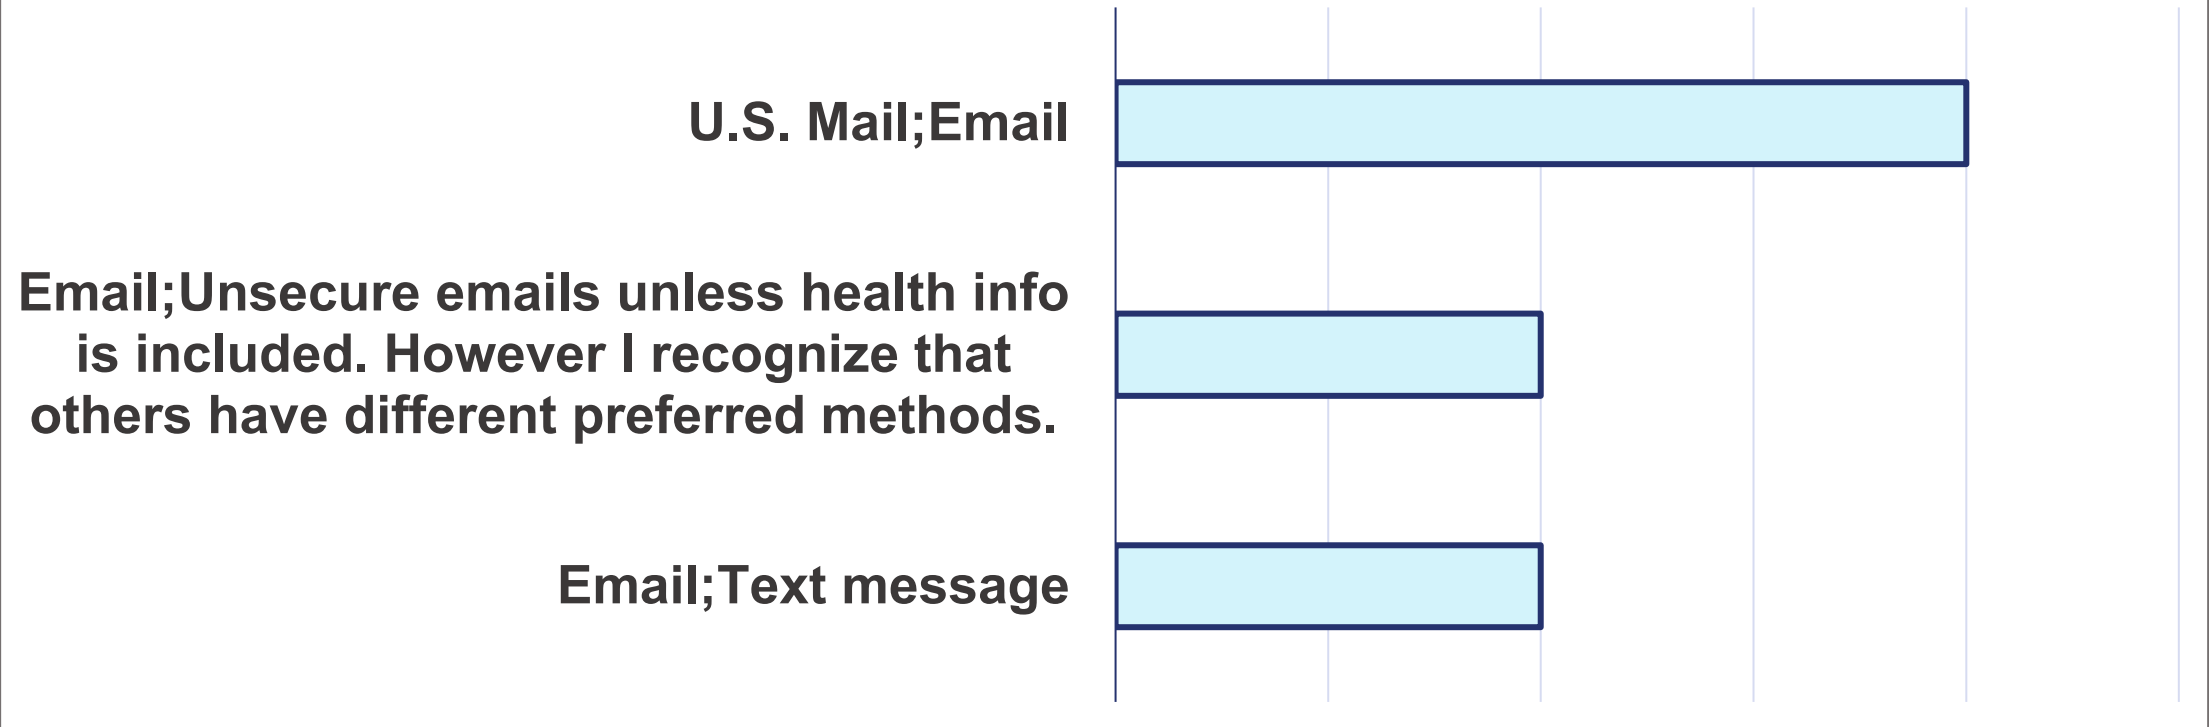 U.S. Mail;Email
Email;Unsecure emails unless health info
is included. However I recognize that
others have different preferred methods.
Email;Text message